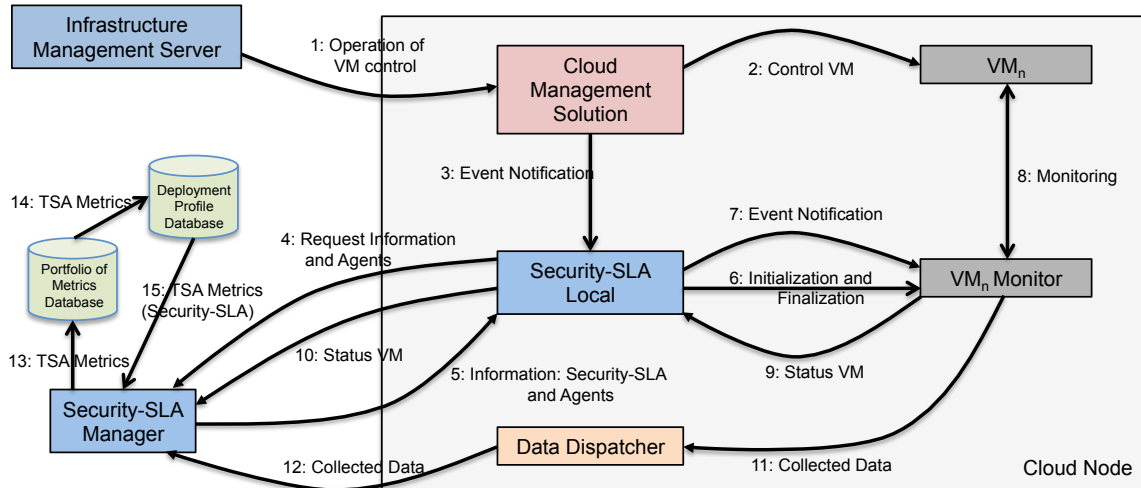 Infrastructure
Management Server
1: Operation of
VM control
Cloud
Management
Solution
2: Control VM
VMn
3: Event Notification
8: Monitoring
14: TSA Metrics
Deployment
Profile
Database
4: Request Information
and Agents
7: Event Notification
Portfolio of
Metrics
Database
15: TSA Metrics
(Security-SLA)
Security-SLA
Local
6: Initialization and
Finalization
VMn Monitor
13: TSA Metrics
10: Status VM
9: Status VM
5: Information: Security-SLA
and Agents
Security-SLA
Manager
Data Dispatcher
12: Collected Data
11: Collected Data
Cloud Node